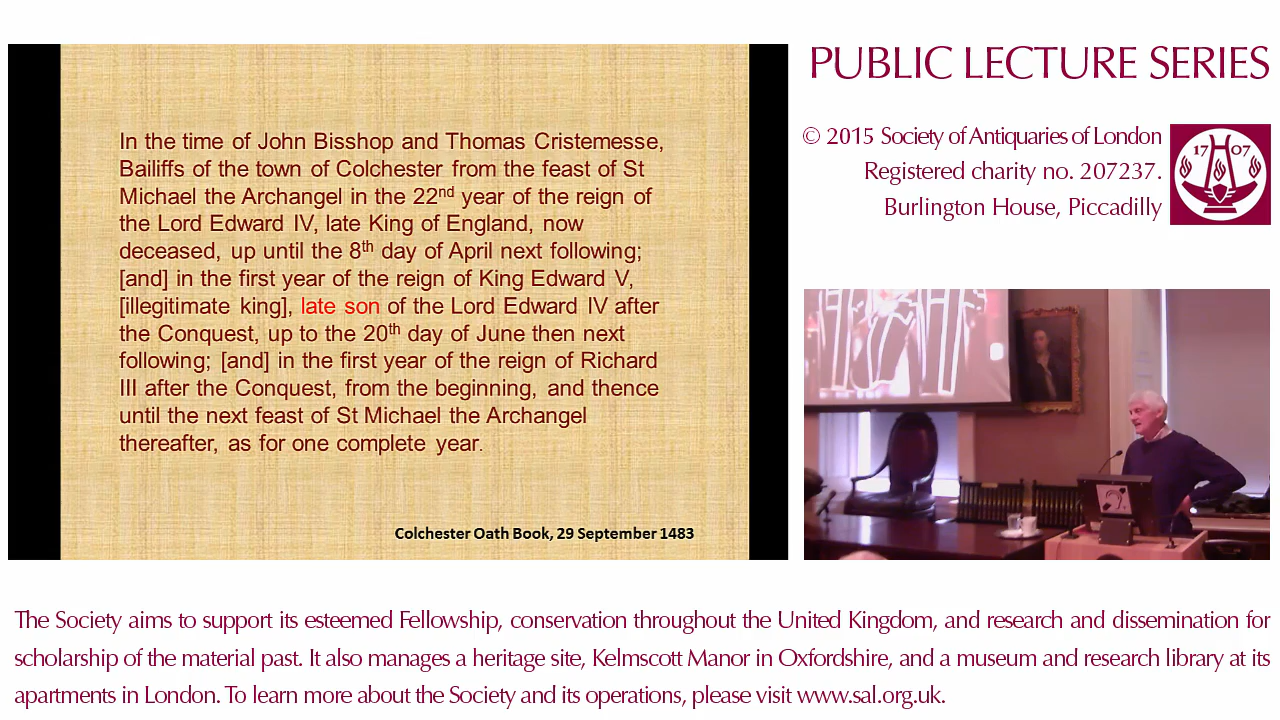 PUBLIC LECTURE SERIES
© 2015 Society of Antiquaries of London
Registered charity no. 207237.
Burlington House, Piccadilly
17 07
In the time of John Bisshop and Thomas Cristemesse,
Bailiffs of the town of Colchester from the feast of St
Michael the Archangel in the 22nd year of the reign of
the Lord Edward IV, late King of England, now
deceased, up until the 8th day of April next following;
[and] in the first year of the reign of King Edward V,
[illegitimate king], late son of the Lord Edward IV after
the Conquest, up to the 20th day of June then next
following; [and] in the first year of the reign of Richard
III after the Conquest, from the beginning, and thence
until the next feast of St Michael the Archangel
thereafter, as for one complete year.
Colchester Oath Book, 29 September 1483
The Society aims to support its esteemed Fellowship, conservation throughout the United Kingdom, and research and dissemination for
scholarship of the material past. It also manages a heritage site, Kelmscott Manor in Oxfordshire, and a museum and research library at its
apartments in London. To learn more about the Society and its operations, please visit www.sal.org.uk.